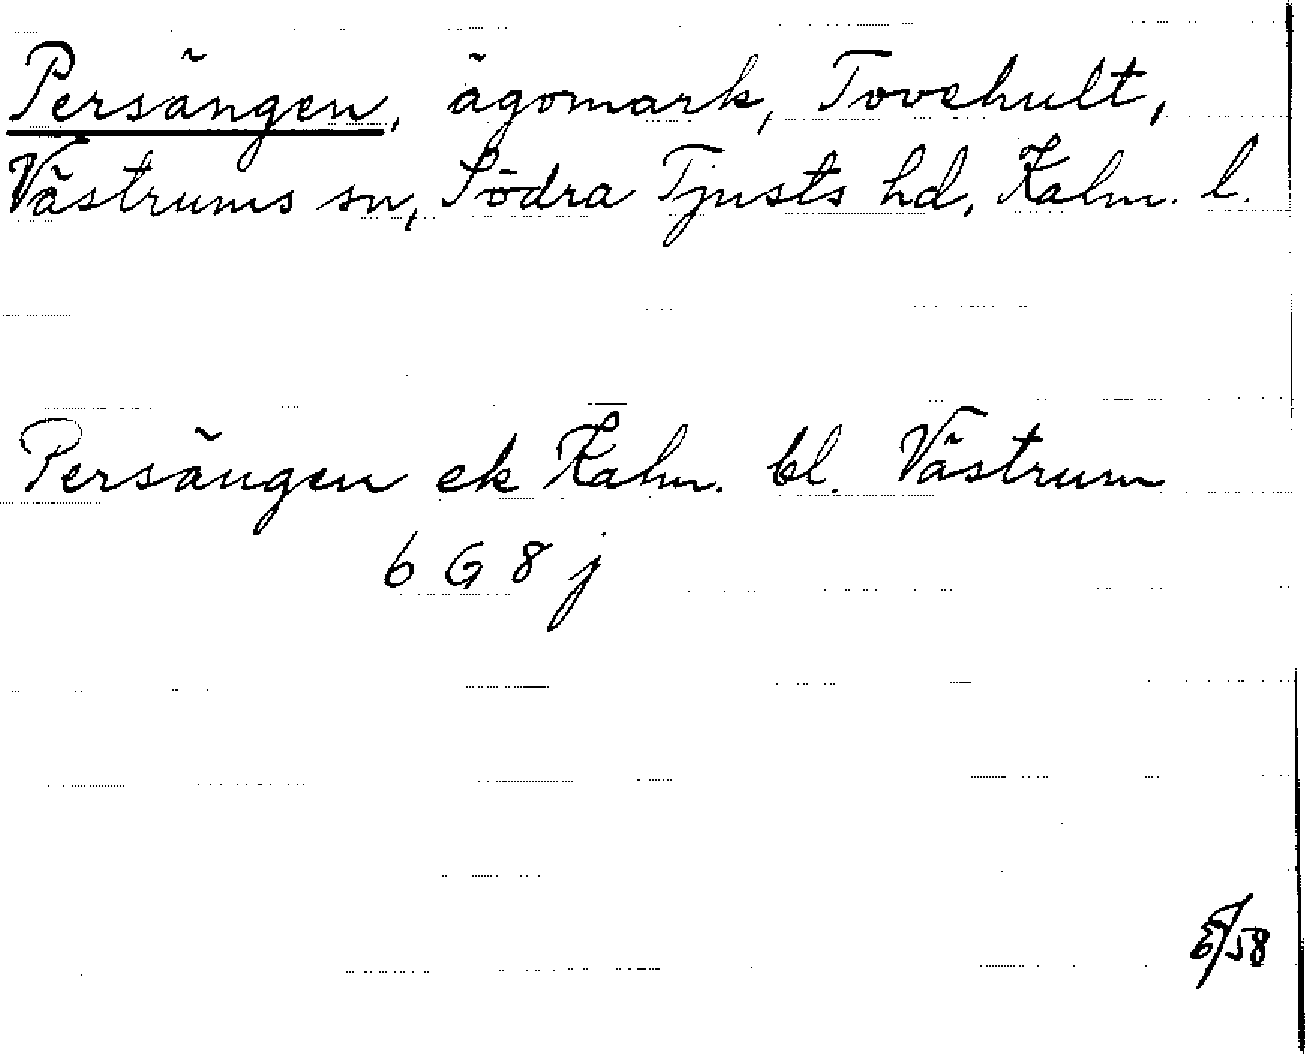 Persängen, ägomark, Tovehult,
Västrums sn, Södra Tjusts hd, Kalm. l.
Persängen ek Kalm. bl. Västrum
6 G 8 j
/58